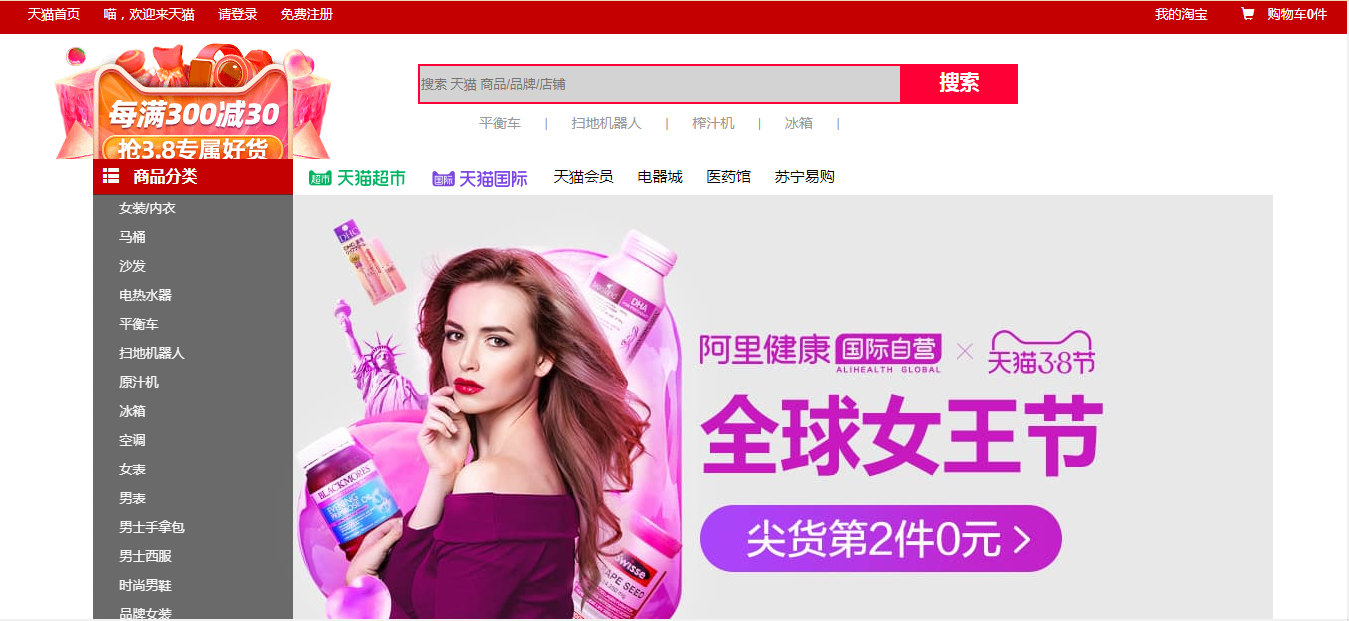 天猫首页 喵，欢迎来天猫 请登录 免费注册 我的淘宝 购物车0件
每满300减30
抢3.8专属好货
搜索 天猫 商品/品牌/店铺 搜索
平衡车 | 扫地机器人 | 榨汁机 | 冰箱 |
商品分类 超市 天猫超市 国际 天猫国际 天猫会员 电器城 医药馆 苏宁易购
女装/内衣
马桶
沙发
电热水器
平衡车
扫地机器人
原汁机
冰箱
空调
女表
男表
男士手拿包
男士西服
时尚男鞋
品牌女装
DHC
DHA
阿里健康 国际自营 × 天猫3·8节
ALIHEALTH GLOBAL
全球女王节
尖货第2件0元 >
BLACKMORES
EVENING
PRIMROSE OIL
swisse
GRAPE SEED